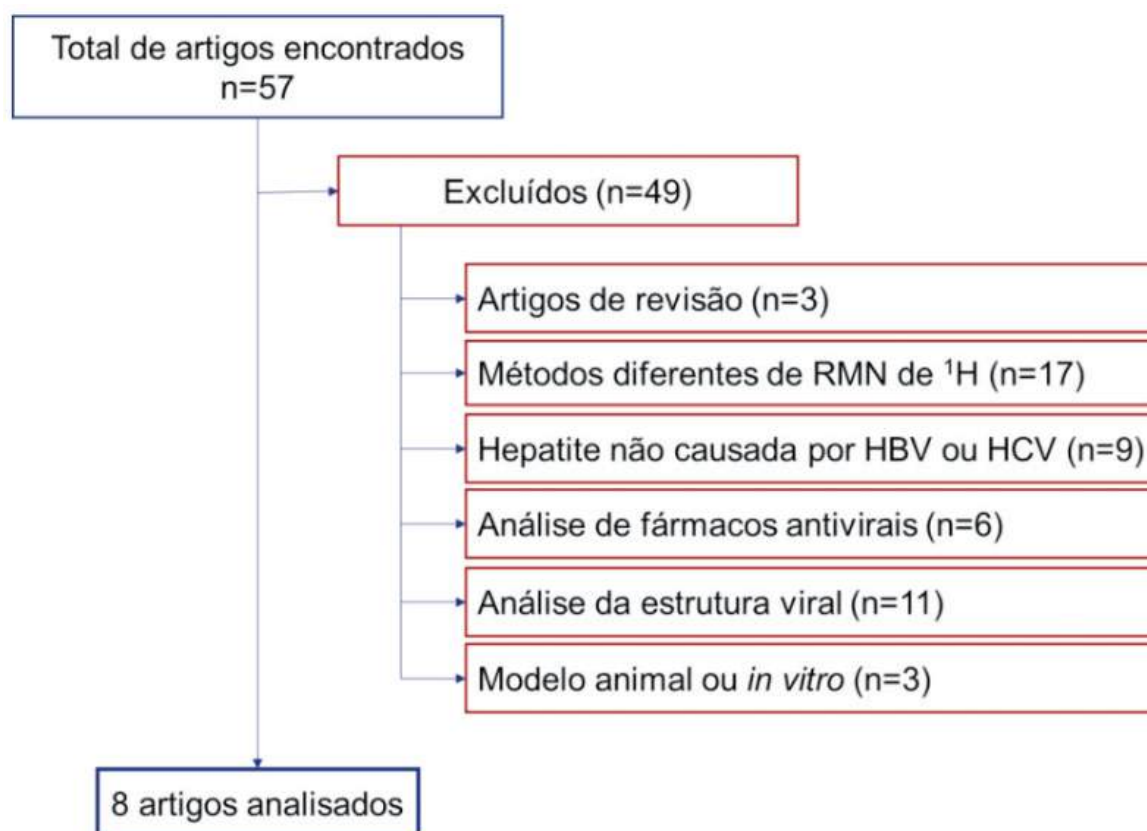 Total de artigos encontrados
n=57
Excluídos (n=49)
Artigos de revisão (n=3)
Métodos diferentes de RMN de ¹H (n=17)
Hepatite não causada por HBV ou HCV (n=9)
Análise de fármacos antivirais (n=6)
Análise da estrutura viral (n=11)
Modelo animal ou in vitro (n=3)
8 artigos analisados